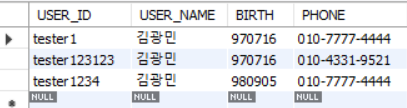 USER_ID USER_NAME BIRTH PHONE
tester1 김광민 970716 010-7777-4444
tester123123 김광민 970716 010-4331-9521
tester1234 김광민 980905 010-7777-4444
NULL NULL NULL NULL